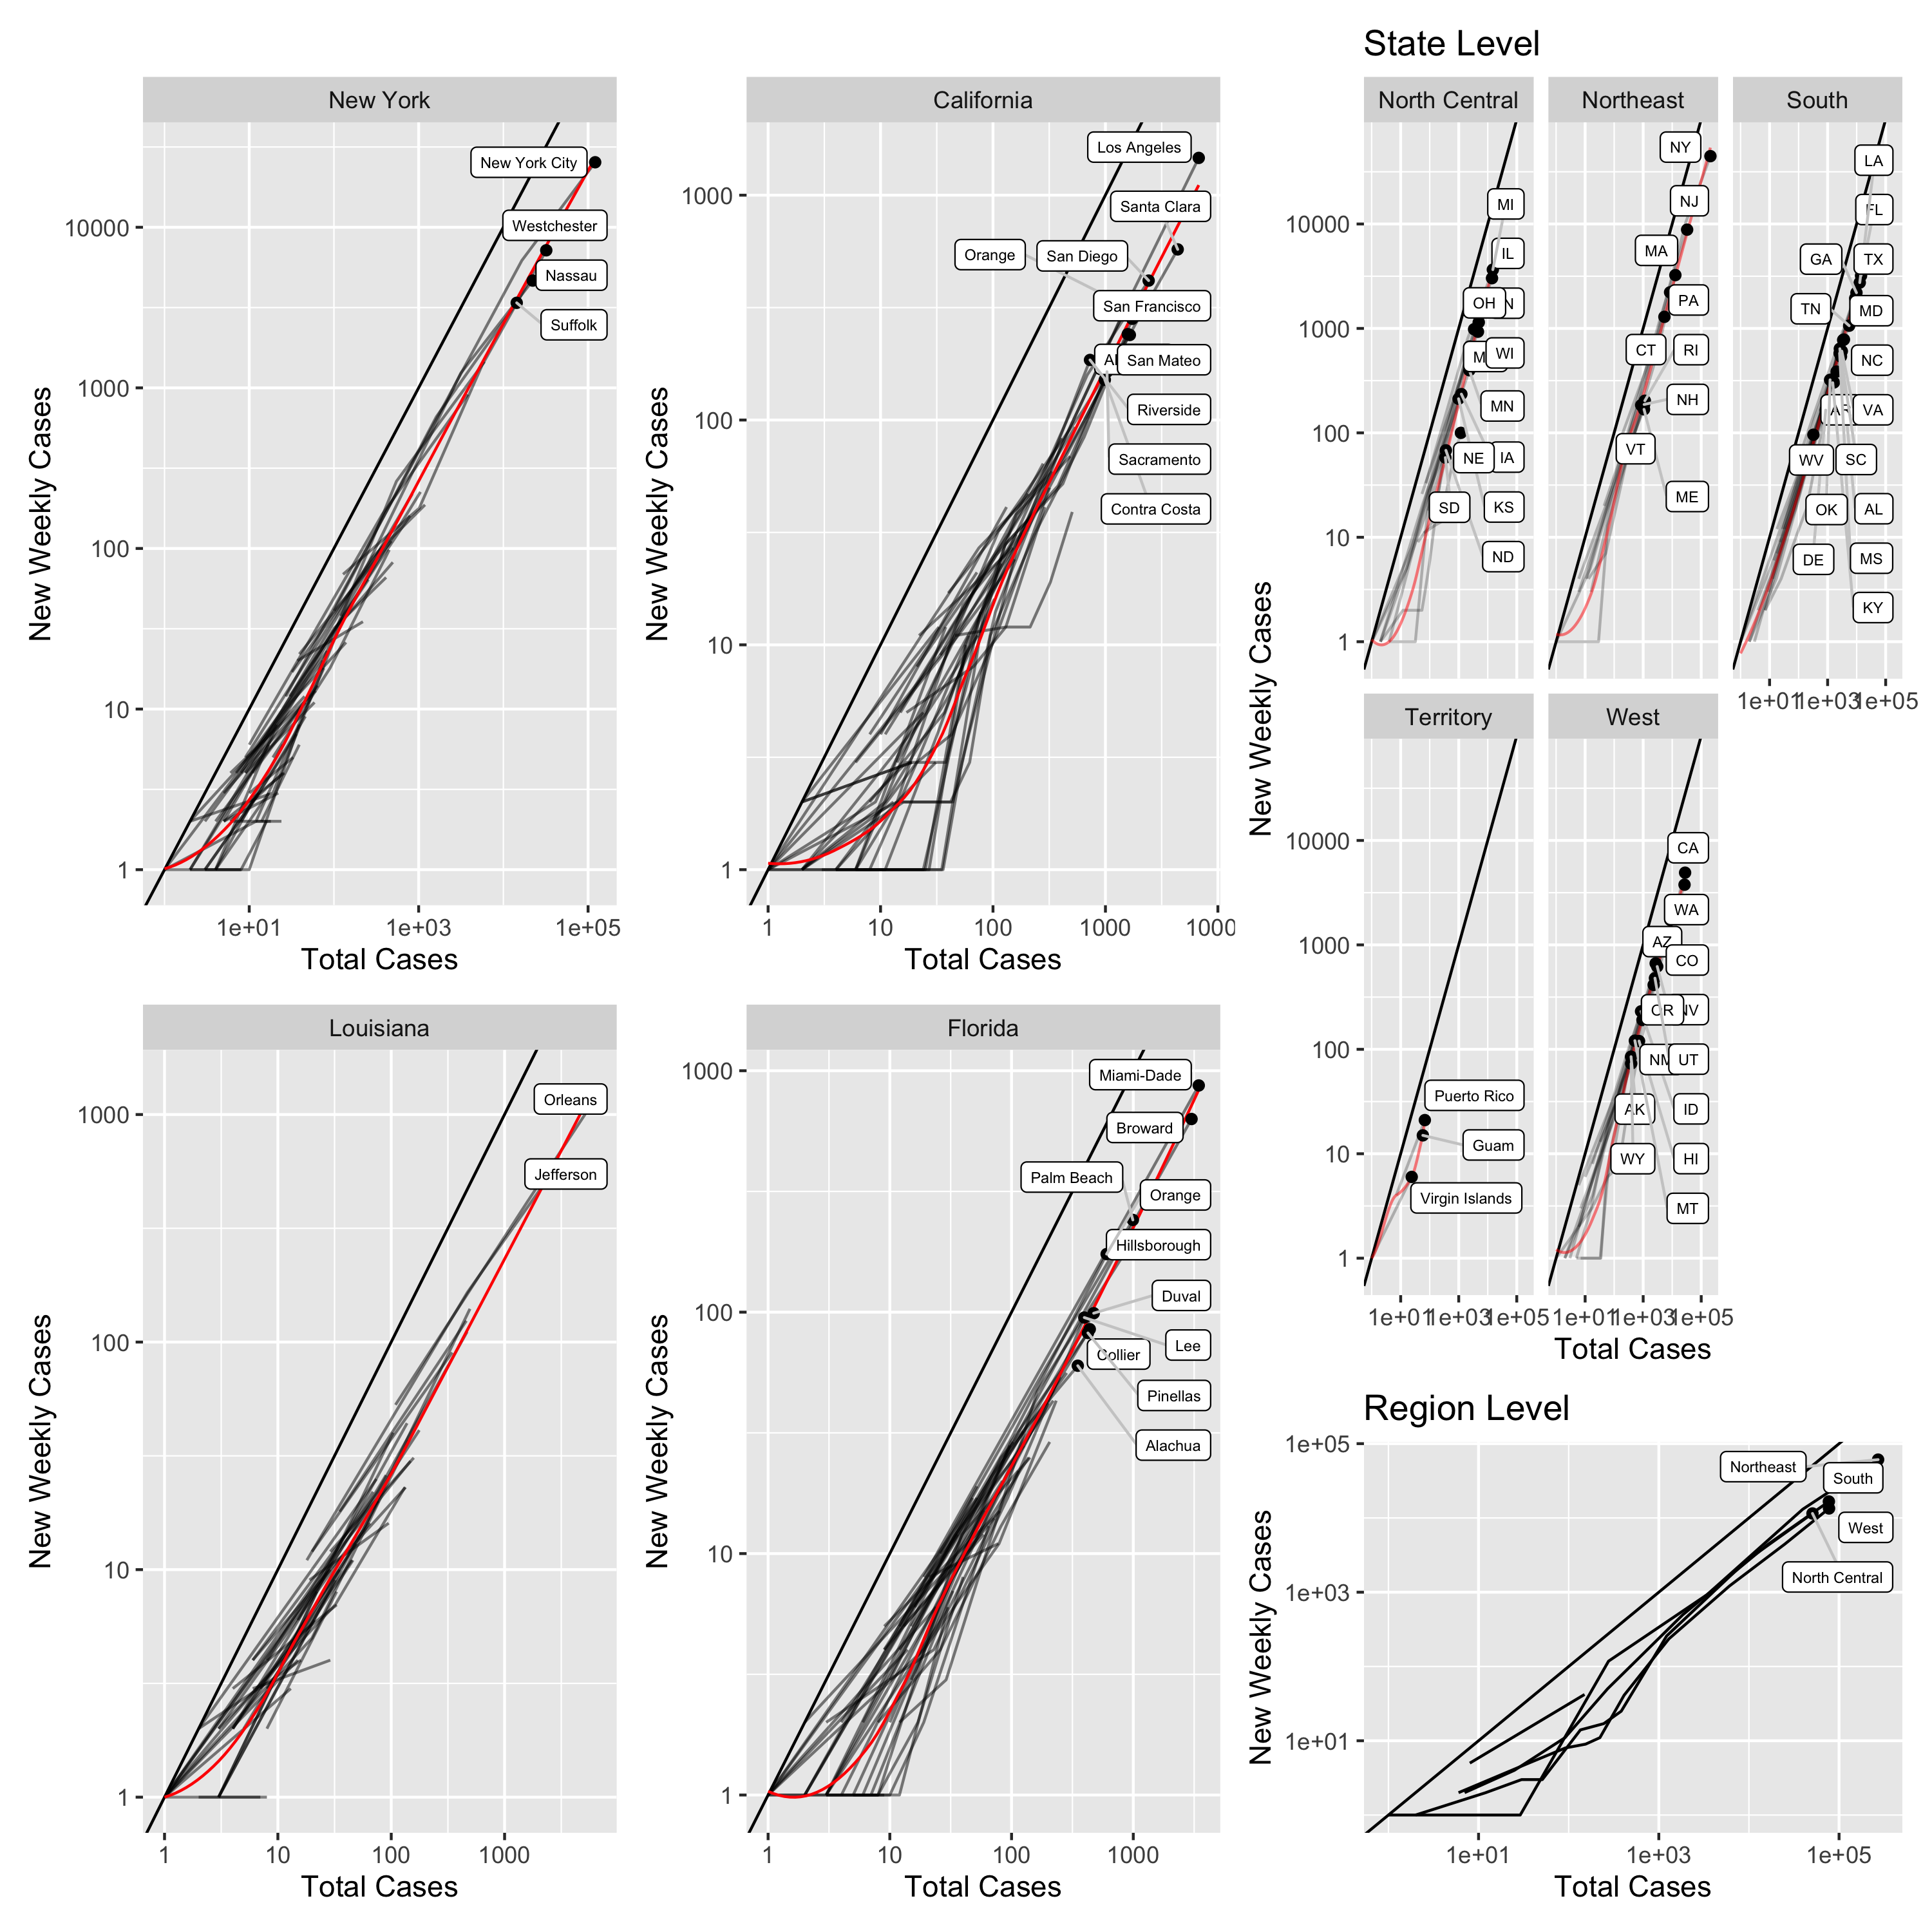 New York
New York City
Westchester
Nassau
Suffolk
10000
1000
100
10
1
New Weekly Cases
1e+01
1e+03
1e+05
Total Cases
California
Los Angeles
Santa Clara
Orange
San Diego
San Francisco
San Mateo
Riverside
Sacramento
Contra Costa
1000
100
10
1
New Weekly Cases
1
10
100
1000
1000
Total Cases
Louisiana
Orleans
Jefferson
1000
100
10
1
New Weekly Cases
1
10
100
1000
Total Cases
Florida
Miami-Dade
Broward
Palm Beach
Orange
Hillsborough
Duval
Lee
Collier
Pinellas
Alachua
1000
100
10
1
New Weekly Cases
1
10
100
1000
Total Cases
State Level
North Central
MI
IL
OH
WI
MN
NE
IA
SD
KS
ND
Northeast
NY
NJ
MA
PA
CT
RI
NH
VT
ME
South
LA
FL
GA
TX
TN
MD
NC
VA
WV
SC
OK
AL
DE
MS
KY
10000
1000
100
10
1
1e+01
1e+03
1e+05
New Weekly Cases
Territory
Puerto Rico
Guam
Virgin Islands
West
CA
WA
AZ
CO
OR
NV
NM
UT
AK
ID
WY
HI
MT
10000
1000
100
10
1
1e+01
1e+03
1e+05
1e+01
1e+03
1e+05
Total Cases
Region Level
Northeast
South
West
North Central
1e+05
1e+03
1e+01
New Weekly Cases
1e+01
1e+03
1e+05
Total Cases